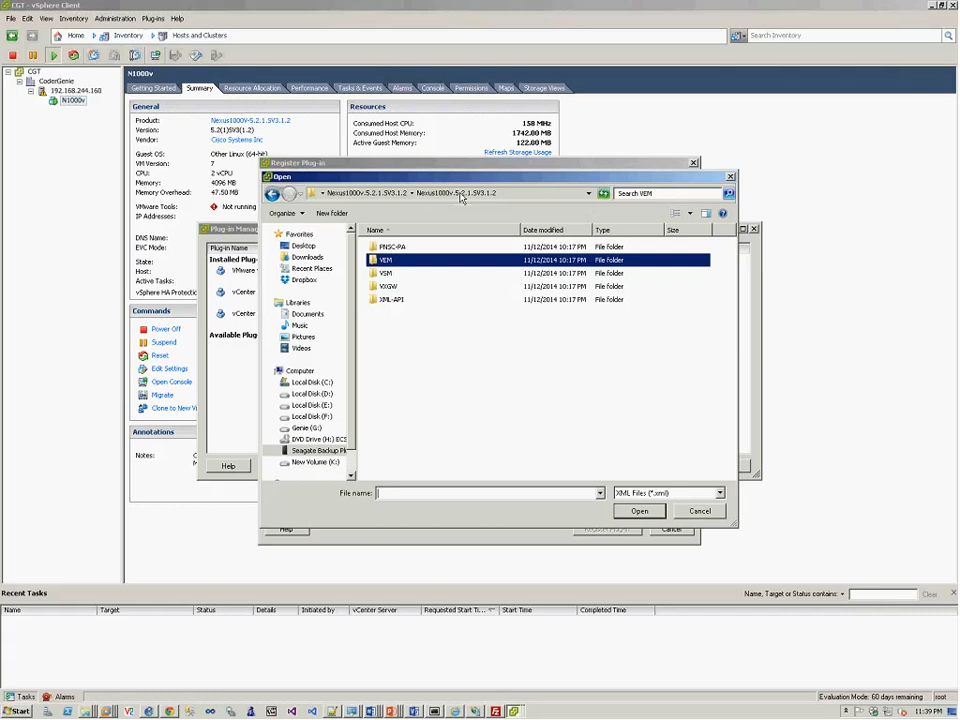 CGT - vSphere Client
File Edit View Inventory Administration Plug-ins Help
Home Inventory Hosts and Clusters
Search Inventory
CGT
CoderGenie
192.168.244.160
N1000v
N1000v
Getting Started Summary Resource Allocation Performance Tasks & Events Alarms Console Permissions Maps Storage Views
General
Product: Nexus1000V-5.2.1.SV3.1.2
Version: 5.2(1)SV3(1.2)
Vendor: Cisco Systems Inc
Guest OS: Other Linux (64-bit)
VM Version: 7
CPU: 2 vCPU
Memory: 4096 MB
Memory Overhead: 47.50 MB
VMware Tools: Not running
IP Addresses:
DNS Name:
EVC Mode:
State:
Host:
Active Tasks:
vSphere HA Protection
Resources
Consumed Host CPU: 158 MHz
Consumed Host Memory: 1742.00 MB
Active Guest Memory: 122.00 MB
Refresh Storage Usage
Commands
Power Off
Suspend
Reset
Edit Settings
Open Console
Migrate
Clone to New Vi
Annotations
Notes:
Plug-in Manag
Plug-in Name
Installed Plug-
VMware
vCenter
vCenter
Available Plug-
Help
Register Plug-in
Help
Cancel
Open
Nexus1000v.5.2.1.SV3.1.2 Nexus1000v.5.2.1.SV3.1.2
Search VEM
Organize New folder
Favorites
Desktop
Downloads
Recent Places
Dropbox
Libraries
Documents
Music
Pictures
Videos
Computer
Local Disk (C:)
Local Disk (D:)
Local Disk (E:)
Local Disk (F:)
Genie (G:)
DVD Drive (H:) ECS
Seagate Backup Pl
New Volume (K:)
Name Date modified Type Size
PNSC-PA 11/12/2014 10:17 PM File folder
VEM 11/12/2014 10:17 PM File folder
VSM 11/12/2014 10:17 PM File folder
VXGW 11/12/2014 10:17 PM File folder
XML-API 11/12/2014 10:17 PM File folder
File name:
XML Files (*.xml)
Open Cancel
Recent Tasks
Name, Target or Status contains: Clear
Name Target Status Details Initiated by vCenter Server Requested Start Ti... Start Time Completed Time
Tasks Alarms
Evaluation Mode: 60 days remaining root
Start
11:39 PM